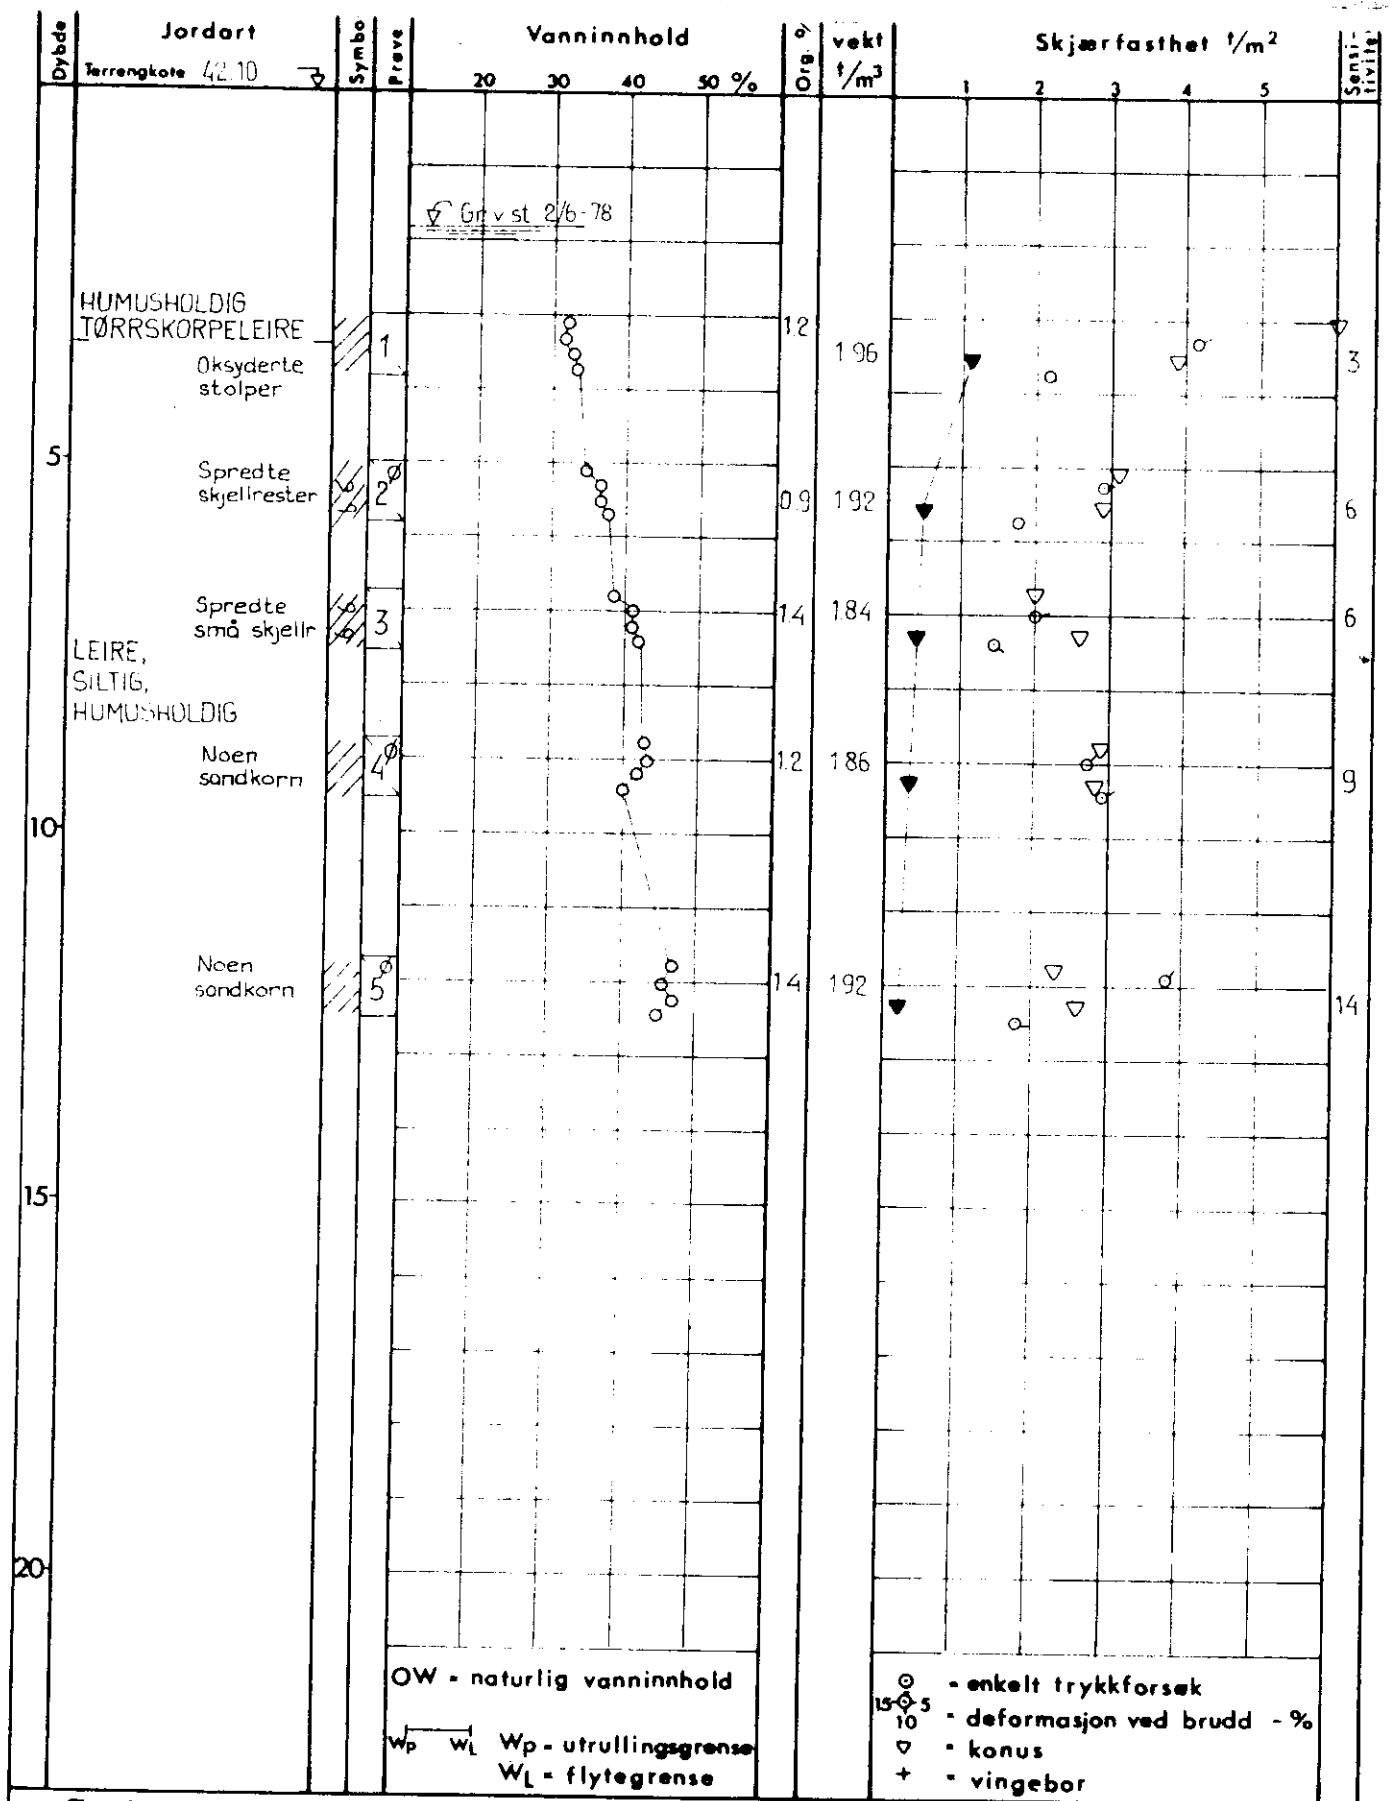 Dybde
Jordart
Terrengkote 42.10
Symbo
Prøve
Vanninnhold
20 30 40 50 %
Org. %
vekt
t/m³
Skjærfasthet t/m²
1 2 3 4 5
Sensi-
tivitet
Gr v st 2/6-78
HUMUSHOLDIG
TØRRSKORPELEIRE
Oksyderte
stolper
1
1.2
1.96
3
5
Spredte
skjellrester
2
0.9
1.92
6
Spredte
små skjellr
3
1.4
1.84
6
LEIRE,
SILTIG,
HUMUSHOLDIG
Noen
sandkorn
4
1.2
1.86
9
10
Noen
sandkorn
5
1.4
1.92
14
15
20
OW = naturlig vanninnhold
Wp WL Wp = utrullingsgrense
WL = flytegrense
= enkelt trykkforsøk
15 5
10 = deformasjon ved brudd - %
▽ = konus
+ = vingebor